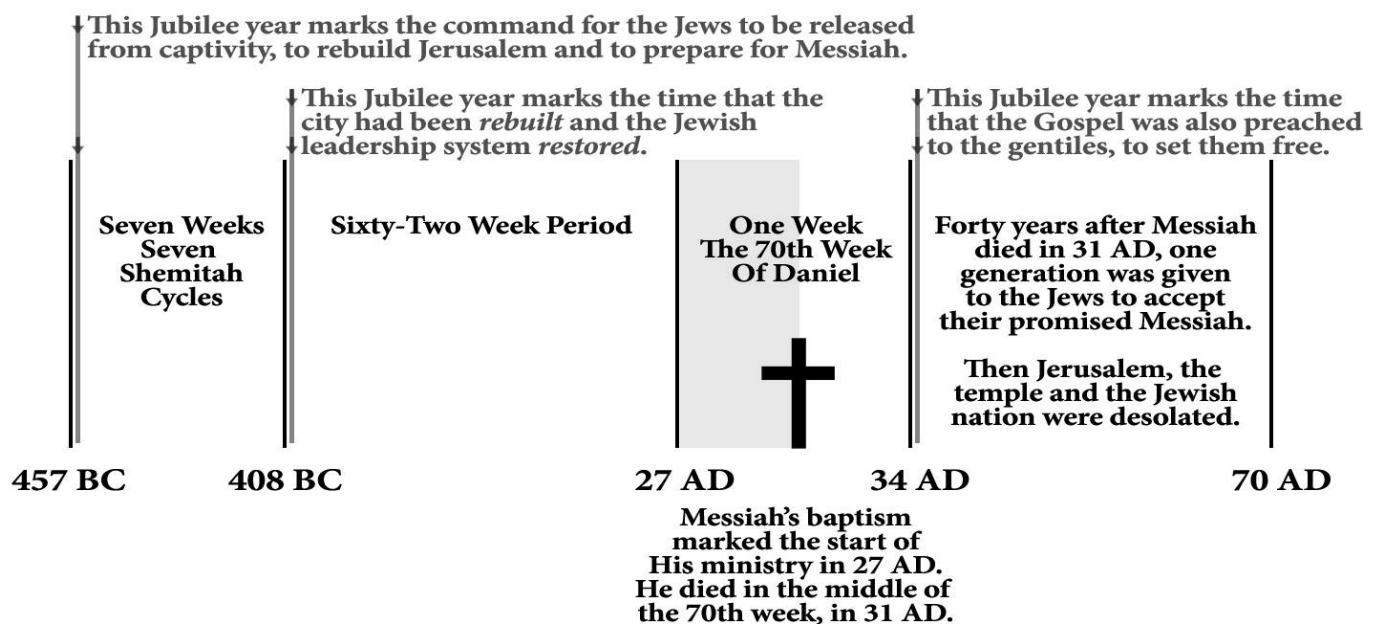 This Jubilee year marks the command for the Jews to be released
from captivity, to rebuild Jerusalem and to prepare for Messiah.
This Jubilee year marks the time that the
city had been rebuilt and the Jewish
leadership system restored.
This Jubilee year marks the time
that the Gospel was also preached
to the gentiles, to set them free.
Seven Weeks
Seven
Shemitah
Cycles
Sixty-Two Week Period
One Week
The 70th Week
Of Daniel
Forty years after Messiah
died in 31 AD, one
generation was given
to the Jews to accept
their promised Messiah.
Then Jerusalem, the
temple and the Jewish
nation were desolated.
457 BC
408 BC
27 AD
34 AD
70 AD
Messiah's baptism
marked the start of
His ministry in 27 AD.
He died in the middle of
the 70th week, in 31 AD.